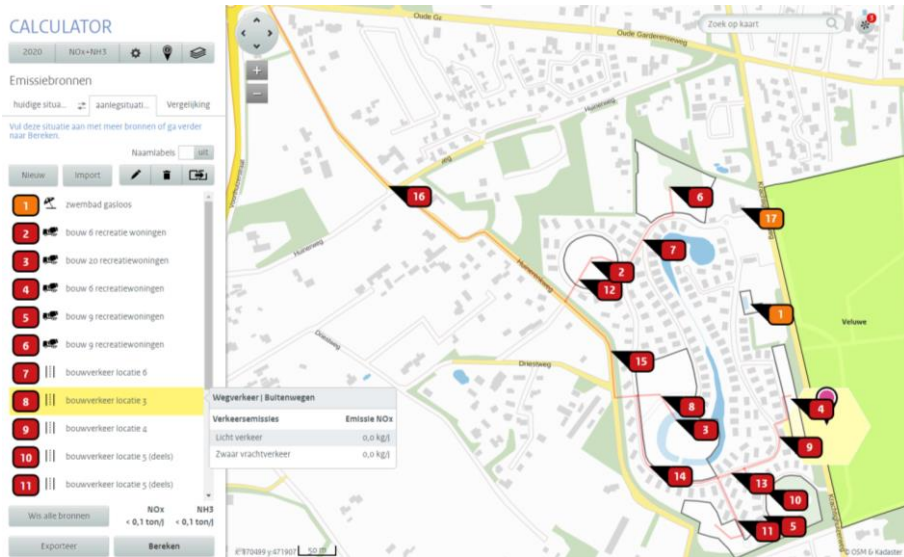 CALCULATOR
2020 NOx+NH3
Emissiebronnen
huidige situa... aanlegsituati... Vergelijking
Vul deze situatie aan met meer bronnen of ga verder
naar Bereken.
Naamlabels uit
Nieuw Import
1 zwembad gasloos
2 bouw 6 recreatie woningen
3 bouw 20 recreatiewoningen
4 bouw 6 recreatiewoningen
5 bouw 9 recreatiewoningen
6 bouw 9 recreatiewoningen
7 bouwverkeer locatie 6
8 bouwverkeer locatie 3
9 bouwverkeer locatie 4
10 bouwverkeer locatie 5 (deels)
11 bouwverkeer locatie 5 (deels)
Wis alle bronnen
NOx NH3
< 0,1 ton/j < 0,1 ton/j
Exporteer Bereken
Wegverkeer | Buitenwegen
Verkeersemissies Emissie NOx
Licht verkeer 0,0 kg/j
Zwaar vrachtverkeer 0,0 kg/j
Zoek op kaart
Oude Garderenseweg
Huinerweg
Huinerweg
Driestweg
Driestweg
Veluwe
16
6
17
7
2
12
1
15
8
4
3
9
14
13
10
11
5
50 m
OSM & Kadaster